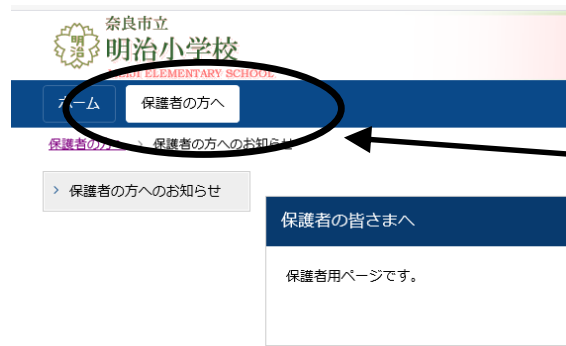 奈良市立
明治
明治小学校
MEIJI ELEMENTARY SCHOOL
ホーム
保護者の方へ
保護者の方へ > 保護者の方へのお知らせ
> 保護者の方へのお知らせ
保護者の皆さまへ
保護者用ページです。